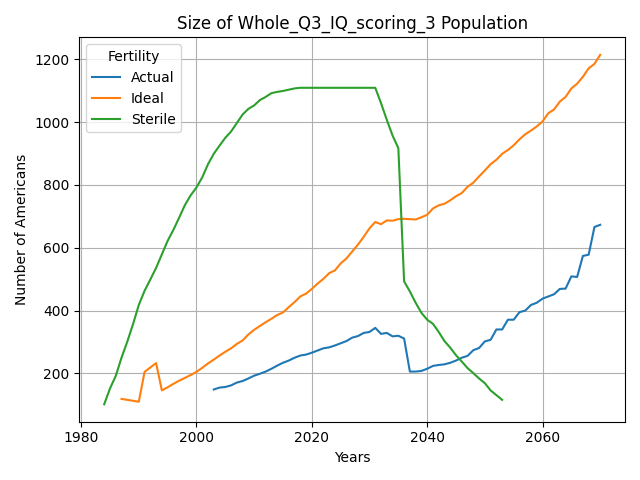 Size of Whole_Q3_IQ_scoring_3 Population
Fertility
Actual
Ideal
Sterile
Number of Americans
1200
1000
800
600
400
200
1980
2000
2020
2040
2060
Years